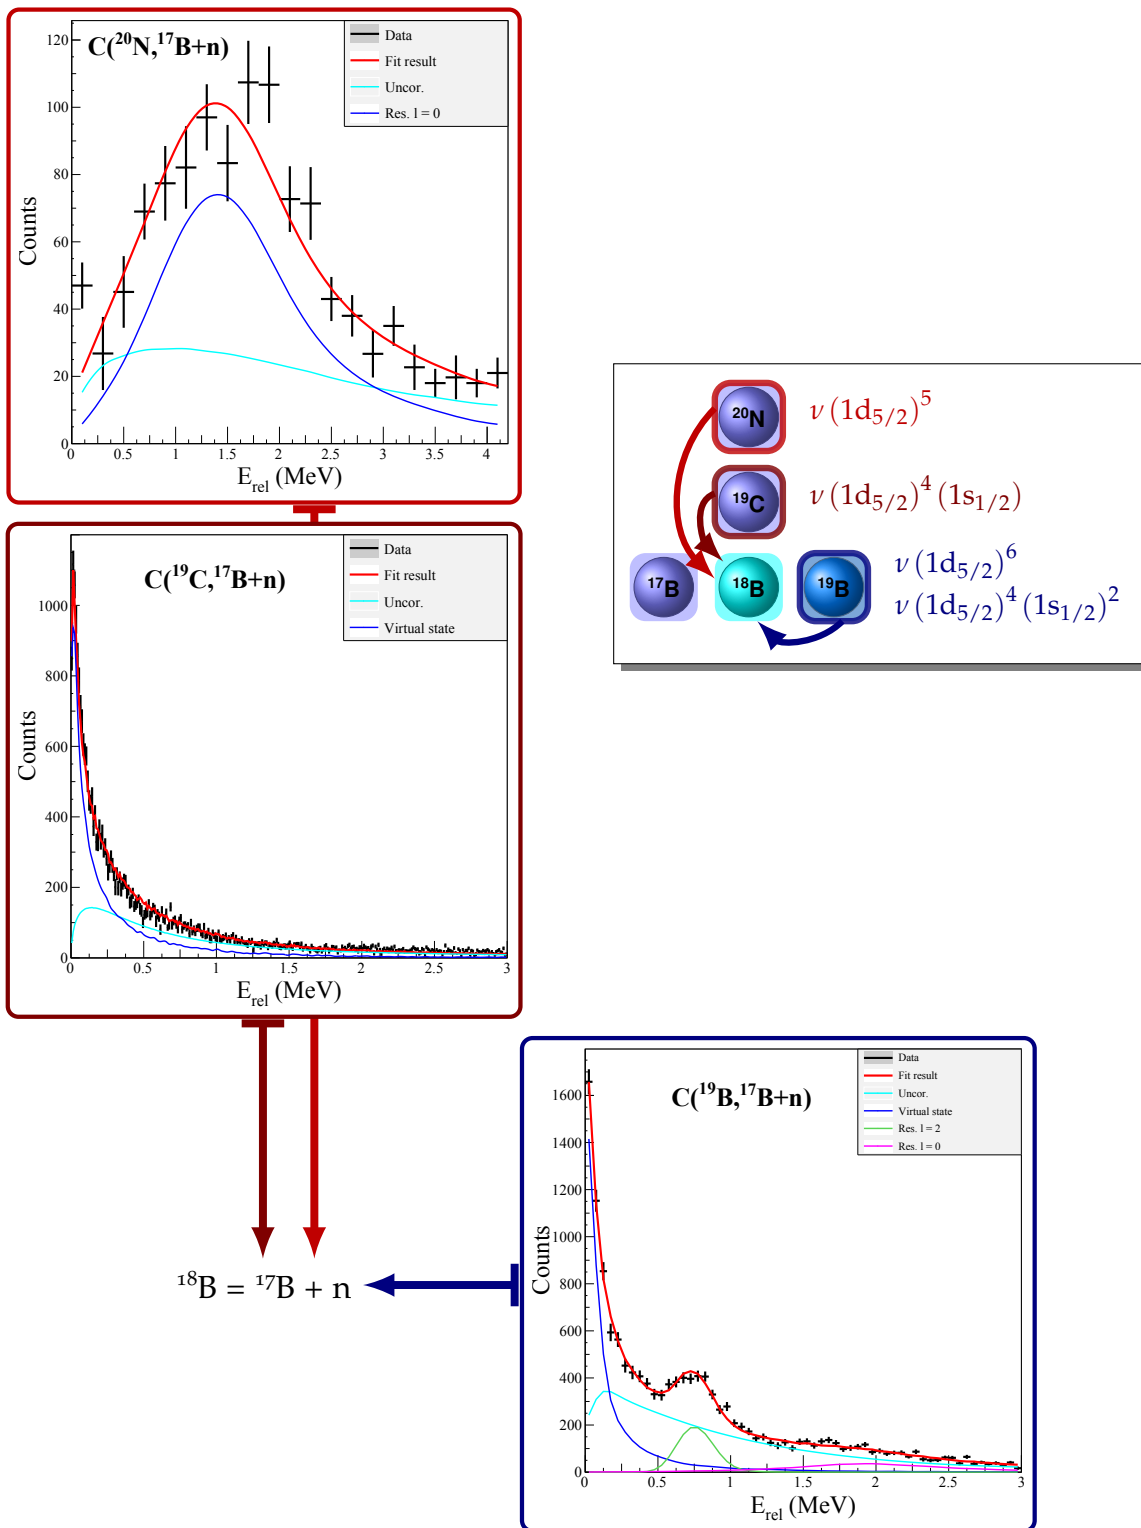 C(²⁰N,¹⁷B+n)
Data
Fit result
Uncor.
Res. l = 0
Counts
120
100
80
60
40
20
0
0 0.5 1 1.5 2 2.5 3 3.5 4
E_rel (MeV)
²⁰N ν(1d₅/₂)⁵
¹⁹C ν(1d₅/₂)⁴(1s₁/₂)
¹⁷B ¹⁸B ¹⁹B
ν(1d₅/₂)⁶
ν(1d₅/₂)⁴(1s₁/₂)²
C(¹⁹C,¹⁷B+n)
Data
Fit result
Uncor.
Virtual state
Counts
1000
800
600
400
200
0
0 0.5 1 1.5 2 2.5 3
E_rel (MeV)
¹⁸B = ¹⁷B + n
C(¹⁹B,¹⁷B+n)
Data
Fit result
Uncor.
Virtual state
Res. l = 2
Res. l = 0
Counts
1600
1400
1200
1000
800
600
400
200
0
0 0.5 1 1.5 2 2.5 3
E_rel (MeV)